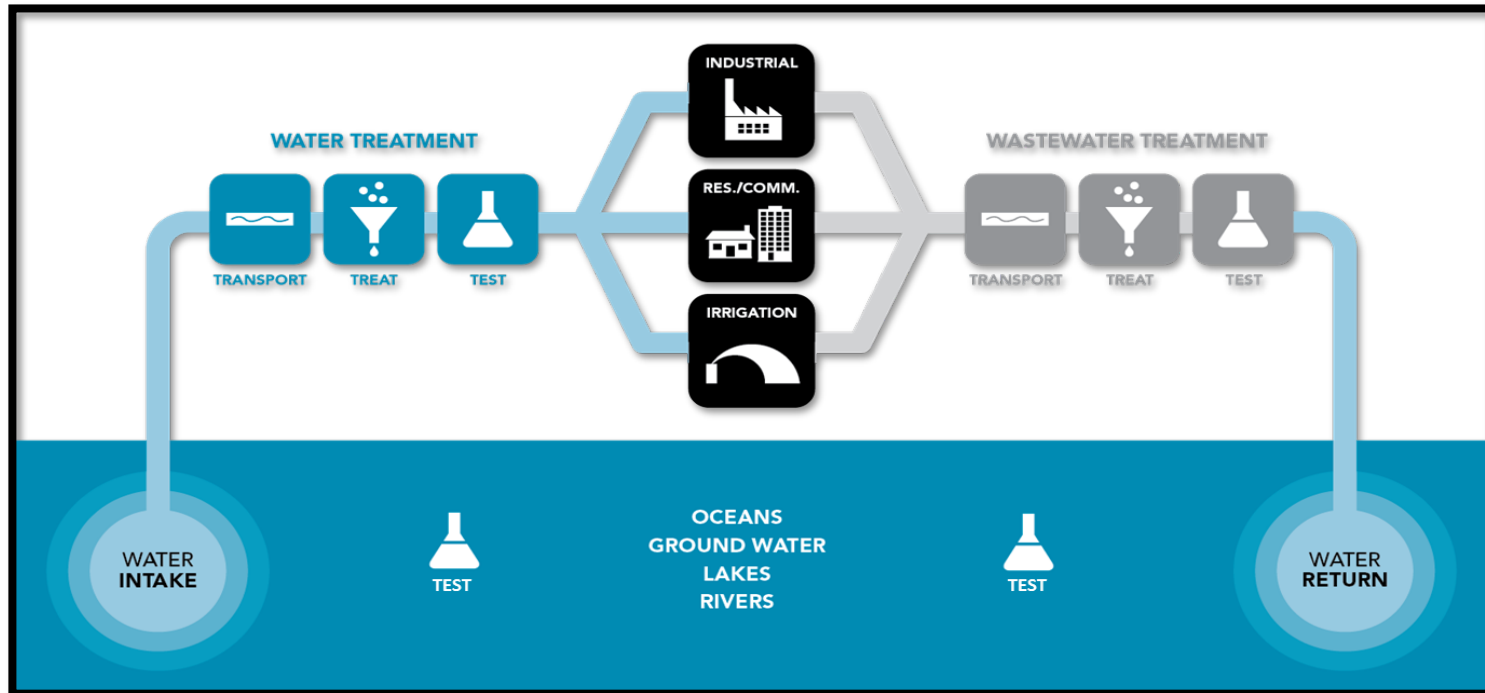 INDUSTRIAL
WATER TREATMENT
WASTEWATER TREATMENT
RES./COMM.
TRANSPORT
TREAT
TEST
TRANSPORT
TREAT
TEST
IRRIGATION
WATER
INTAKE
TEST
OCEANS
GROUND WATER
LAKES
RIVERS
TEST
WATER
RETURN